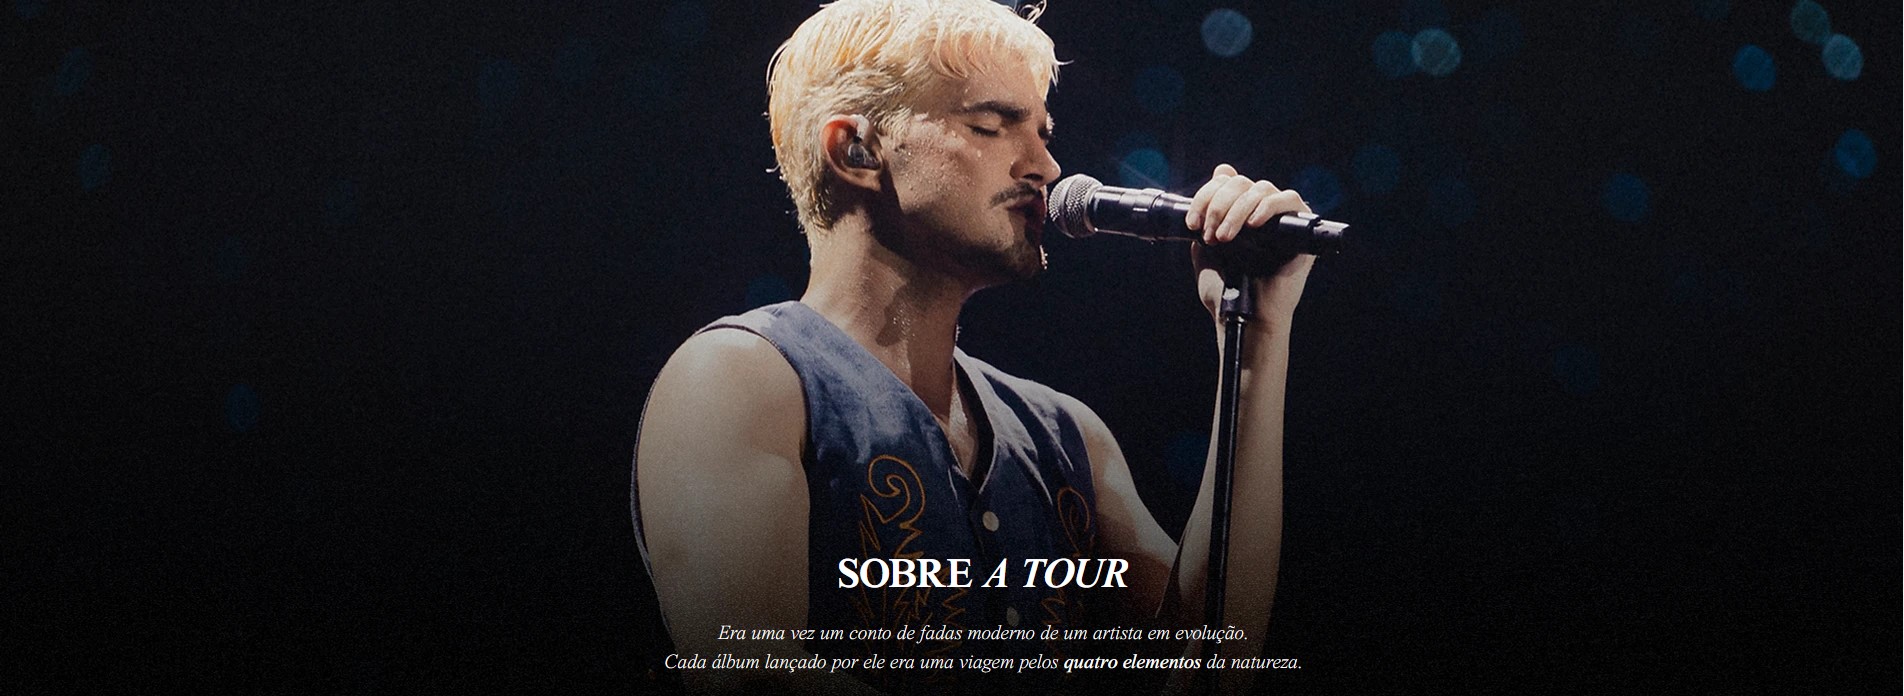 SOBRE A TOUR
Era uma vez um conto de fadas moderno de um artista em evolução.
Cada álbum lançado por ele era uma viagem pelos quatro elementos da natureza.